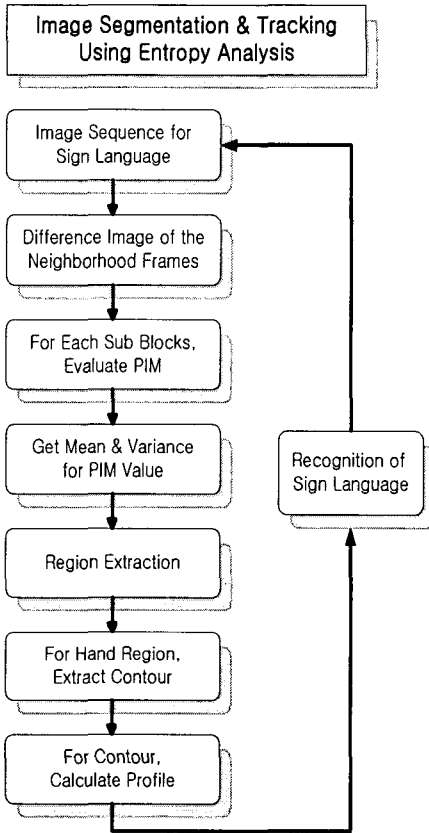 Image Segmentation & Tracking
Using Entropy Analysis
Image Sequence for
Sign Language
Difference Image of the
Neighborhood Frames
For Each Sub Blocks,
Evaluate PIM
Get Mean & Variance
for PIM Value
Region Extraction
For Hand Region,
Extract Contour
For Contour,
Calculate Profile
Recognition of
Sign Language